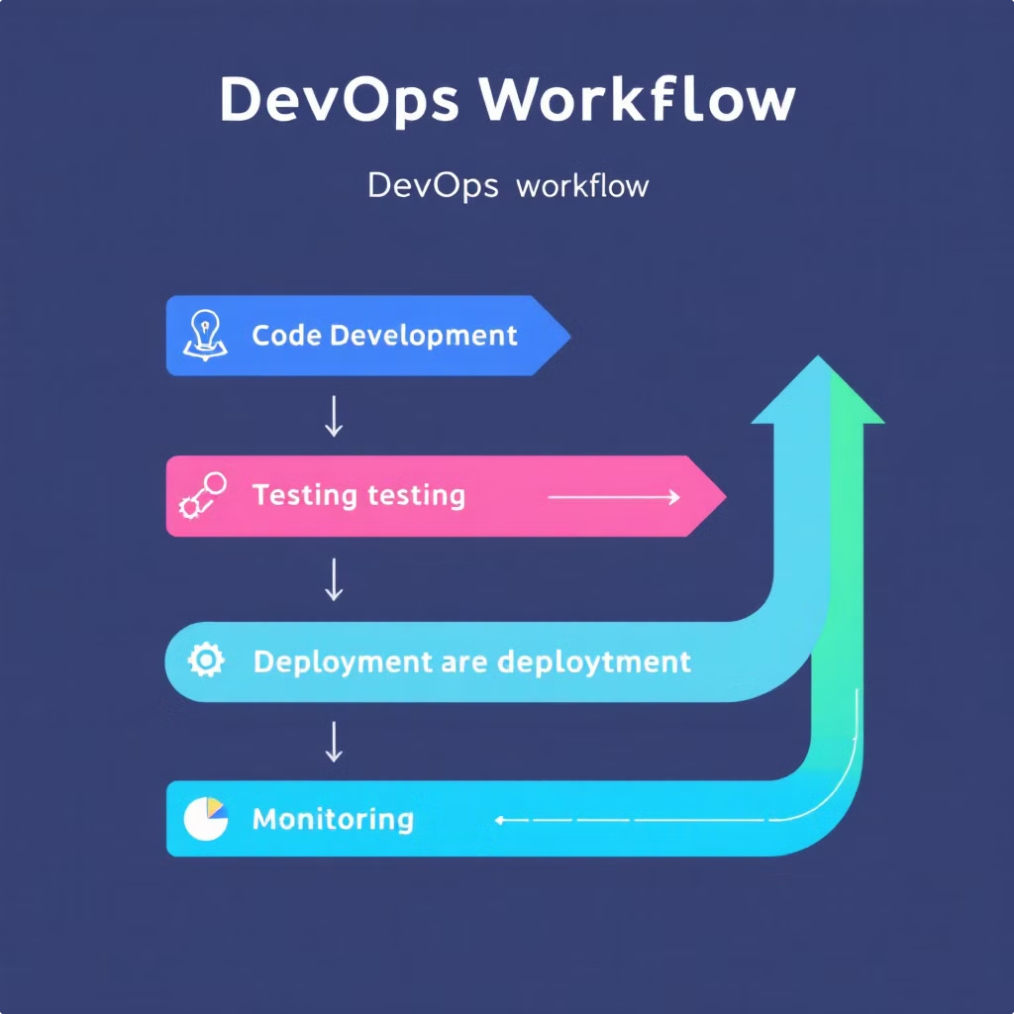 DevOps Workflow
DevOps workflow
Code Development
Testing testing
Deployment are deploytment
Monitoring